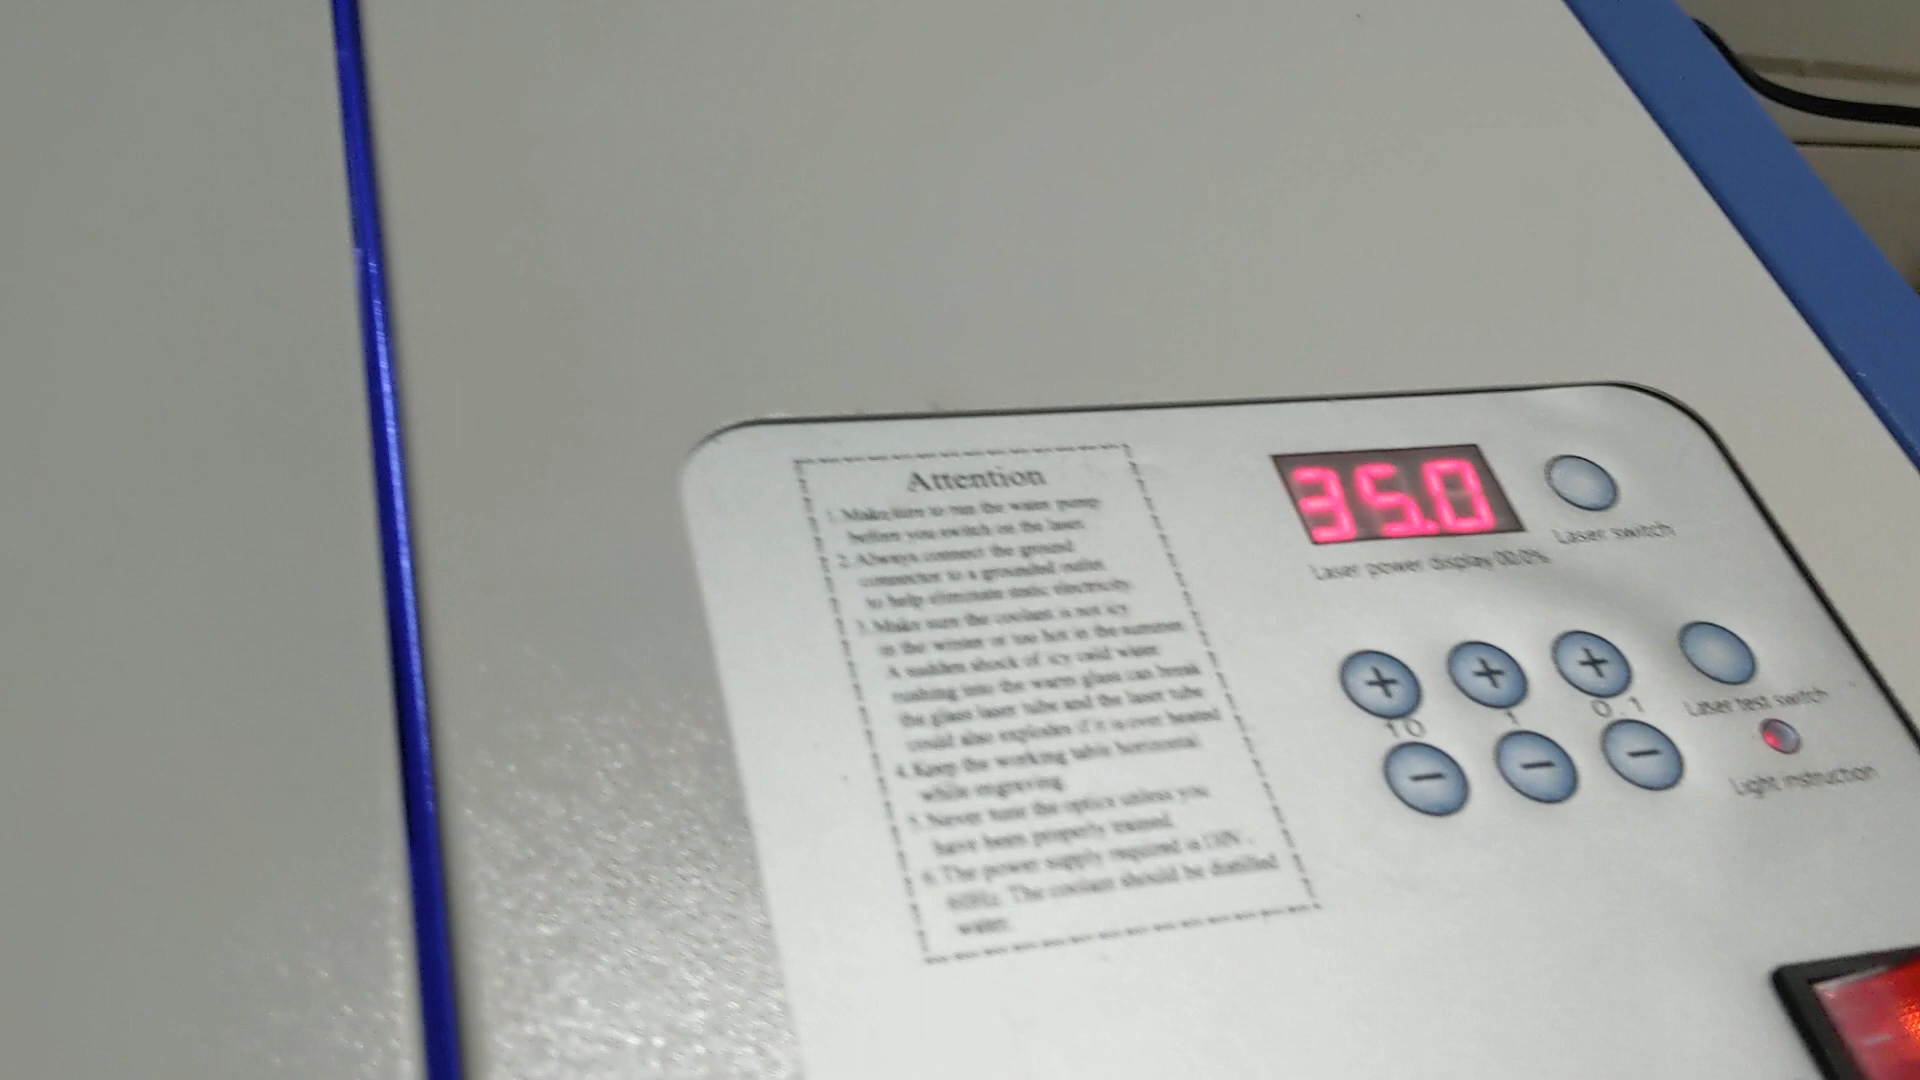 Attention
1. Make sure to run the water pump
before you switch on the laser
2. Always connect the ground
connector to a grounded outlet
to help eliminate static electricity.
3. Make sure the coolant is not icy
in the winter or too hot in the summer.
A sudden shock of icy cold water
rushing into the warm glass can break
the glass laser tube and the laser tube
could also explodes if it is over heated
4. Keep the working table horizontal
while engraving.
5. Never tune the optics unless you
have been properly trained.
6. The power supply required is 110V.
60Hz. The coolant should be distilled
water.
35.0
Laser switch
Laser power display 00.0%
+ + +
10 1 0.1
− − −
Laser test switch
Light instruction